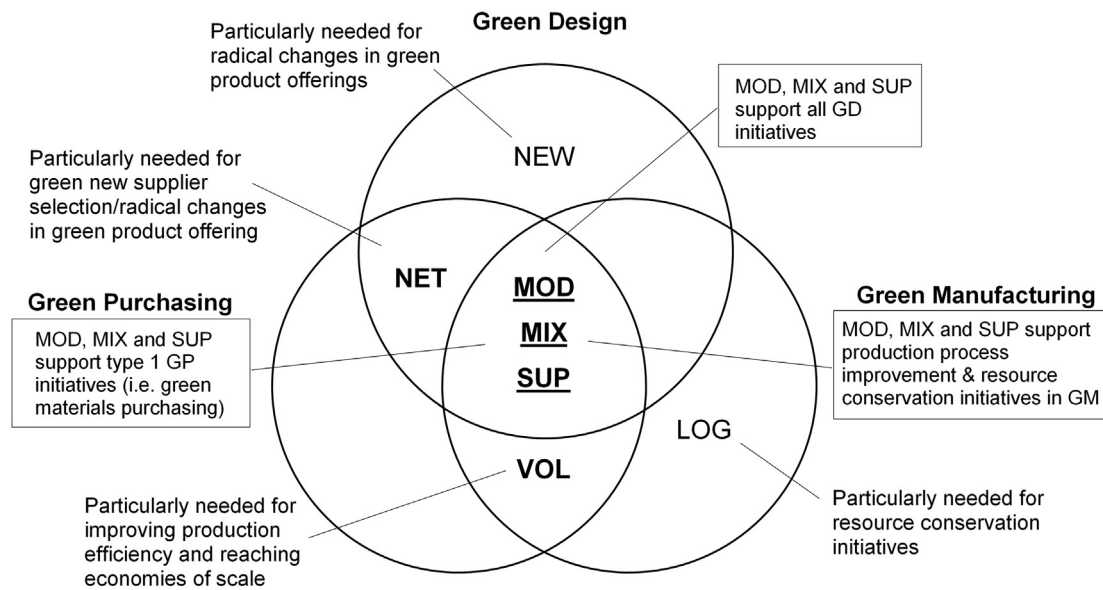 Green Design
Particularly needed for
radical changes in green
product offerings
MOD, MIX and SUP
support all GD
initiatives
NEW
Particularly needed for
green new supplier
selection/radical changes
in green product offering
NET
MOD
MIX
SUP
Green Purchasing
MOD, MIX and SUP
support type 1 GP
initiatives (i.e. green
materials purchasing)
Green Manufacturing
MOD, MIX and SUP support
production process
improvement & resource
conservation initiatives in GM
LOG
VOL
Particularly needed for
improving production
efficiency and reaching
economies of scale
Particularly needed for
resource conservation
initiatives